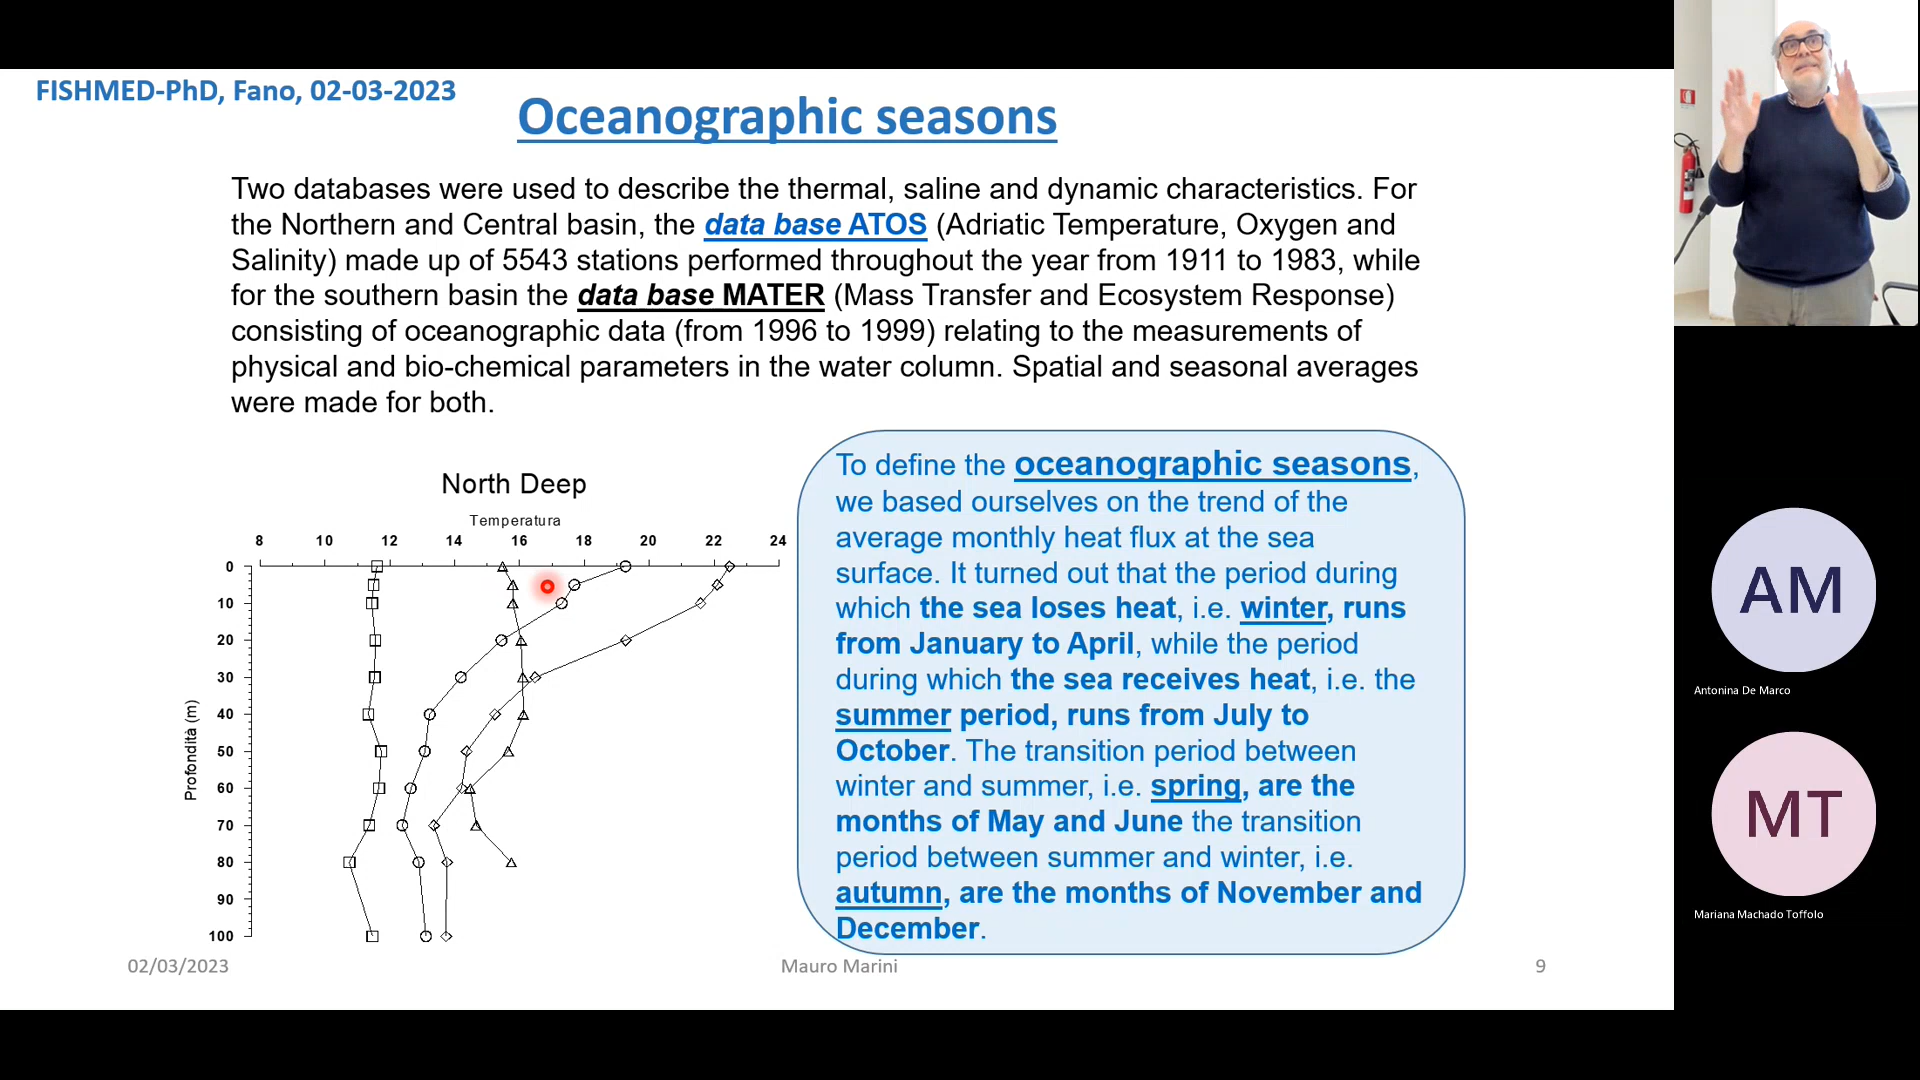 FISHMED-PhD, Fano, 02-03-2023
Oceanographic seasons
Two databases were used to describe the thermal, saline and dynamic characteristics. For
the Northern and Central basin, the data base ATOS (Adriatic Temperature, Oxygen and
Salinity) made up of 5543 stations performed throughout the year from 1911 to 1983, while
for the southern basin the data base MATER (Mass Transfer and Ecosystem Response)
consisting of oceanographic data (from 1996 to 1999) relating to the measurements of
physical and bio-chemical parameters in the water column. Spatial and seasonal averages
were made for both.
North Deep
Temperatura
8 10 12 14 16 18 20 22 24
0
10
20
30
40
50
60
70
80
90
100
Profondità (m)
To define the oceanographic seasons,
we based ourselves on the trend of the
average monthly heat flux at the sea
surface. It turned out that the period during
which the sea loses heat, i.e. winter, runs
from January to April, while the period
during which the sea receives heat, i.e. the
summer period, runs from July to
October. The transition period between
winter and summer, i.e. spring, are the
months of May and June the transition
period between summer and winter, i.e.
autumn, are the months of November and
December.
02/03/2023
Mauro Marini
9
AM
Antonina De Marco
MT
Mariana Machado Toffolo